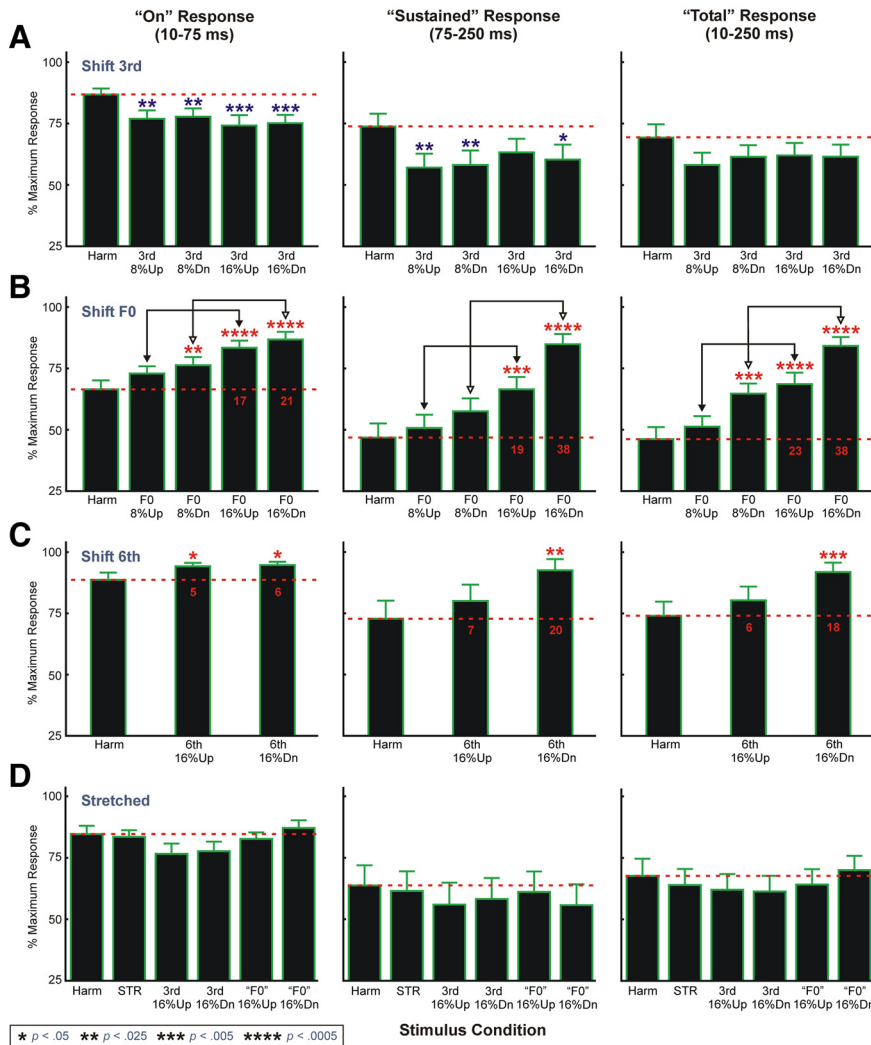 “On” Response
(10-75 ms)
“Sustained” Response
(75-250 ms)
“Total” Response
(10-250 ms)
A
Shift 3rd
% Maximum Response
100
75
50
25
** ** *** ***
** ** *
Harm 3rd 8%Up 3rd 8%Dn 3rd 16%Up 3rd 16%Dn
Harm 3rd 8%Up 3rd 8%Dn 3rd 16%Up 3rd 16%Dn
Harm 3rd 8%Up 3rd 8%Dn 3rd 16%Up 3rd 16%Dn
B
Shift F0
% Maximum Response
100
75
50
25
** **** ****
17 21
*** ****
19 38
*** **** ****
23 38
Harm F0 8%Up F0 8%Dn F0 16%Up F0 16%Dn
Harm F0 8%Up F0 8%Dn F0 16%Up F0 16%Dn
Harm F0 8%Up F0 8%Dn F0 16%Up F0 16%Dn
C
Shift 6th
% Maximum Response
100
75
50
25
* *
5 6
**
7 20
***
6 18
Harm 6th 16%Up 6th 16%Dn
Harm 6th 16%Up 6th 16%Dn
Harm 6th 16%Up 6th 16%Dn
D
Stretched
% Maximum Response
100
75
50
25
Harm STR 3rd 16%Up 3rd 16%Dn “F0” 16%Up “F0” 16%Dn
Harm STR 3rd 16%Up 3rd 16%Dn “F0” 16%Up “F0” 16%Dn
Harm STR 3rd 16%Up 3rd 16%Dn “F0” 16%Up “F0” 16%Dn
* p < .05 ** p < .025 *** p < .005 **** p < .0005
Stimulus Condition